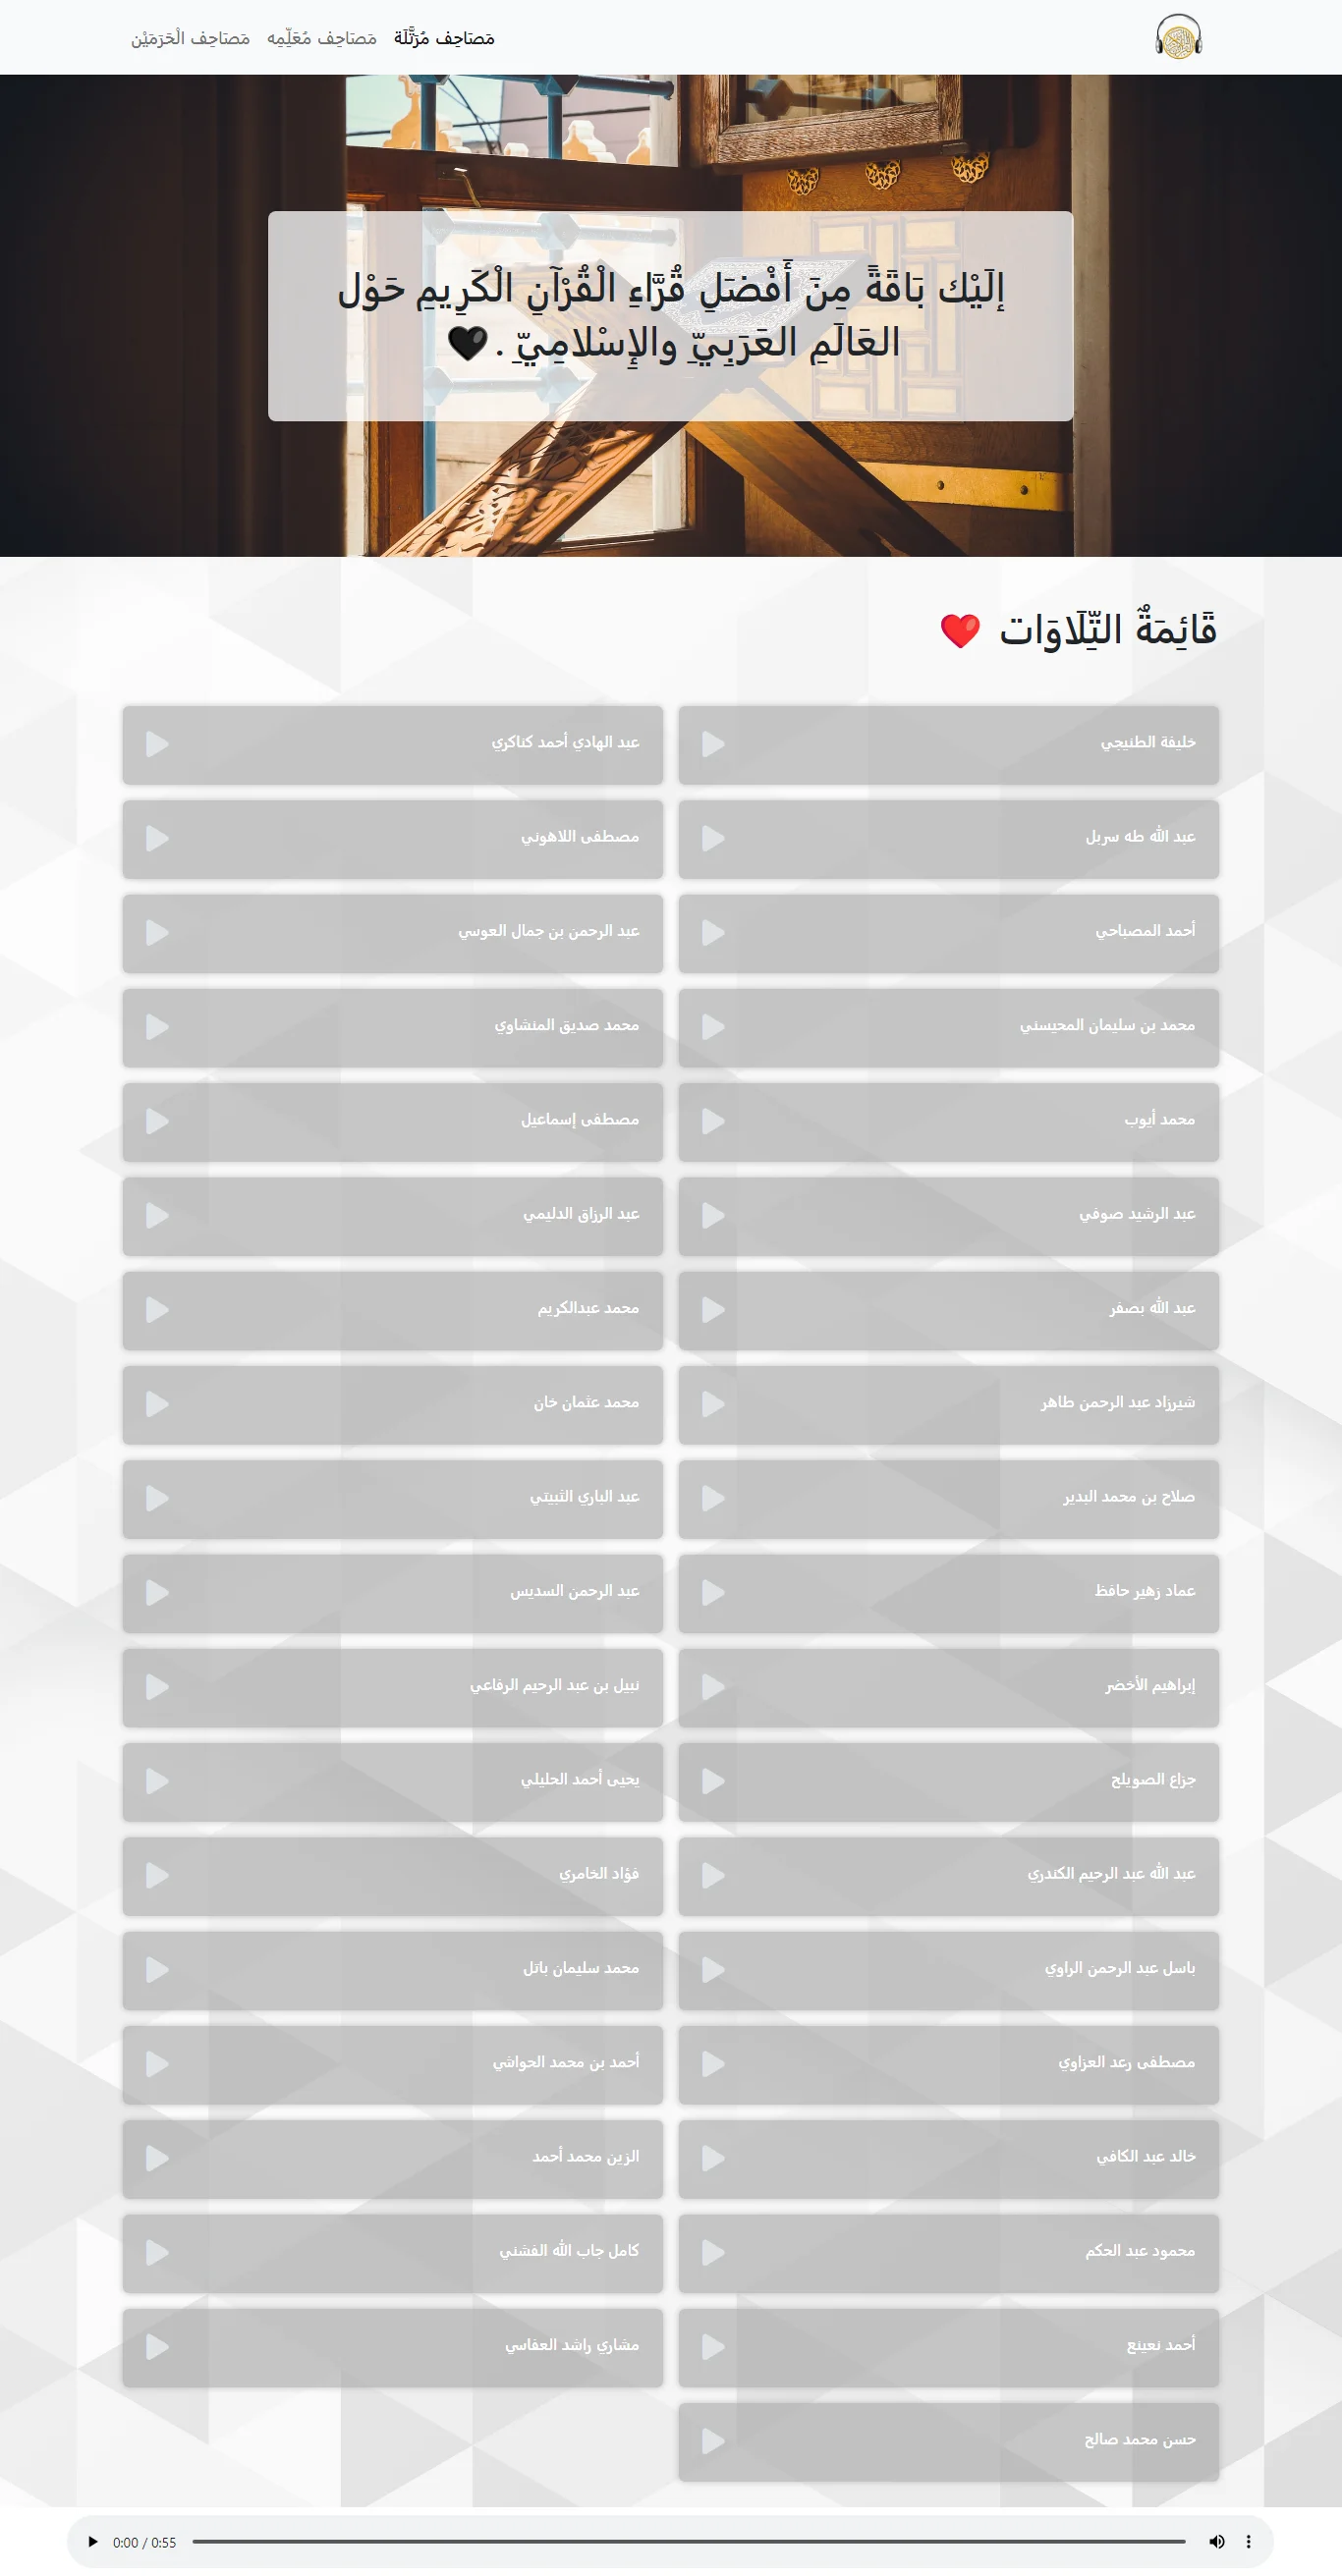 مَصَاحِف مُرَتَّلَة مَصَاحِف مُعَلِّمِه مَصَاحِف الْحَرَمَيْن
إلَيْك بَاقَةً مِنَ أَفْضَلِ قُرَّاءِ الْقُرْآنِ الْكَرِيمِ حَوْل
العَالَمِ العَرَبِيّ والإِسْلامِيّ . 🖤
قَائِمَةُ التِّلَاوَات ❤️
خليفة الطنيجي
عبد الهادي أحمد كناكري
عبد الله طه سربل
مصطفى اللاهوني
أحمد المصباحي
عبد الرحمن بن جمال العوسي
محمد بن سليمان المحيسني
محمد صديق المنشاوي
محمد أيوب
مصطفى إسماعيل
عبد الرشيد صوفي
عبد الرزاق الدليمي
عبد الله بصفر
محمد عبدالكريم
شيرزاد عبد الرحمن طاهر
محمد عثمان خان
صلاح بن محمد البدير
عبد الباري الثبيتي
عماد زهير حافظ
عبد الرحمن السديس
إبراهيم الأخضر
نبيل بن عبد الرحيم الرفاعي
جزاع الصويلح
يحيى أحمد الحليلي
عبد الله عبد الرحيم الكندري
فؤاد الخامري
باسل عبد الرحمن الراوي
محمد سليمان باتل
مصطفى رعد العزاوي
أحمد بن محمد الحواشي
خالد عبد الكافي
الزين محمد أحمد
محمود عبد الحكم
كامل جاب الله الفشني
أحمد نعينع
مشاري راشد العفاسي
حسن محمد صالح
0:00 / 0:55